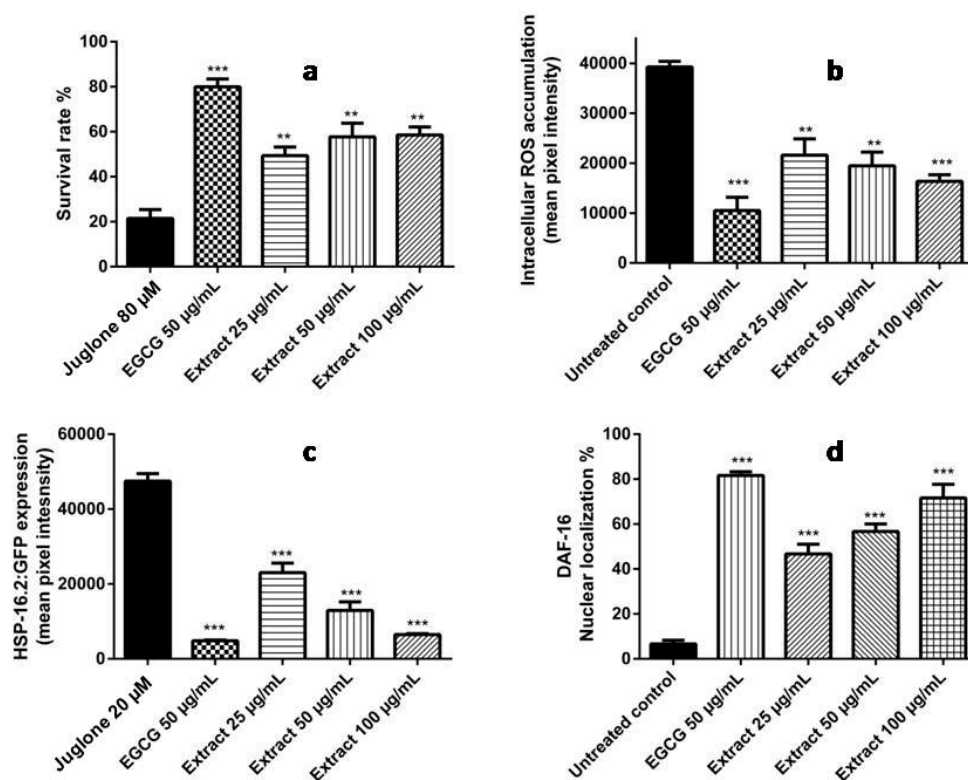 a
Survival rate %
100
80
60
40
20
0
***
**
**
**
Juglone 80 µM
EGCG 50 µg/mL
Extract 25 µg/mL
Extract 50 µg/mL
Extract 100 µg/mL
b
Intracellular ROS accumulation
(mean pixel intensity)
40000
30000
20000
10000
0
***
**
**
***
Untreated control
EGCG 50 µg/mL
Extract 25 µg/mL
Extract 50 µg/mL
Extract 100 µg/mL
c
HSP-16.2:GFP expression
(mean pixel intesnsity)
60000
40000
20000
0
***
***
***
***
Juglone 20 µM
EGCG 50 µg/mL
Extract 25 µg/mL
Extract 50 µg/mL
Extract 100 µg/mL
d
DAF-16
Nuclear localization %
100
80
60
40
20
0
***
***
***
***
Untreated control
EGCG 50 µg/mL
Extract 25 µg/mL
Extract 50 µg/mL
Extract 100 µg/mL